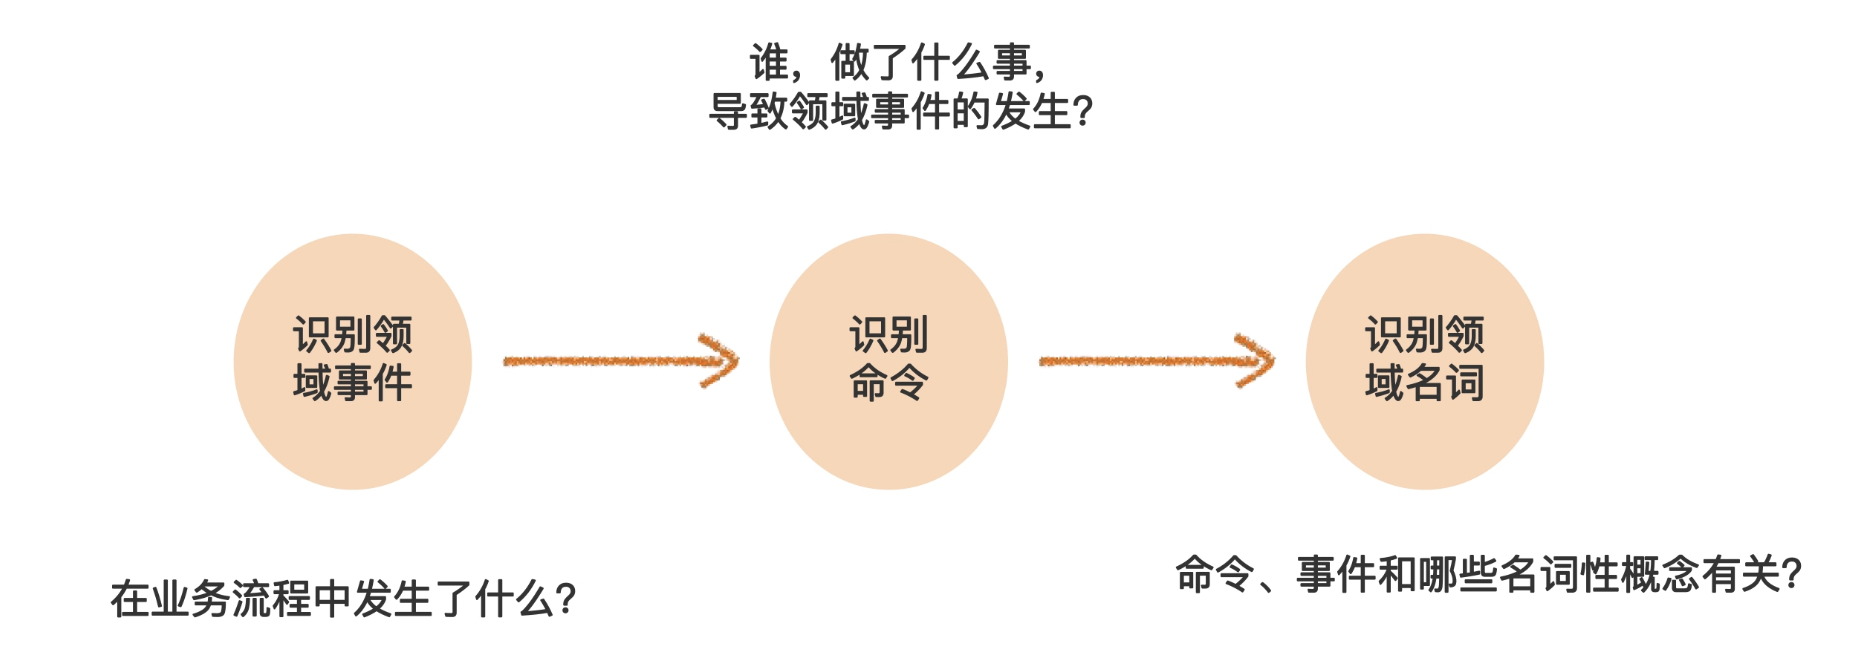 谁，做了什么事，
导致领域事件的发生？
识别领
域事件
识别
命令
识别领
域名词
在业务流程中发生了什么？
命令、事件和哪些名词性概念有关？